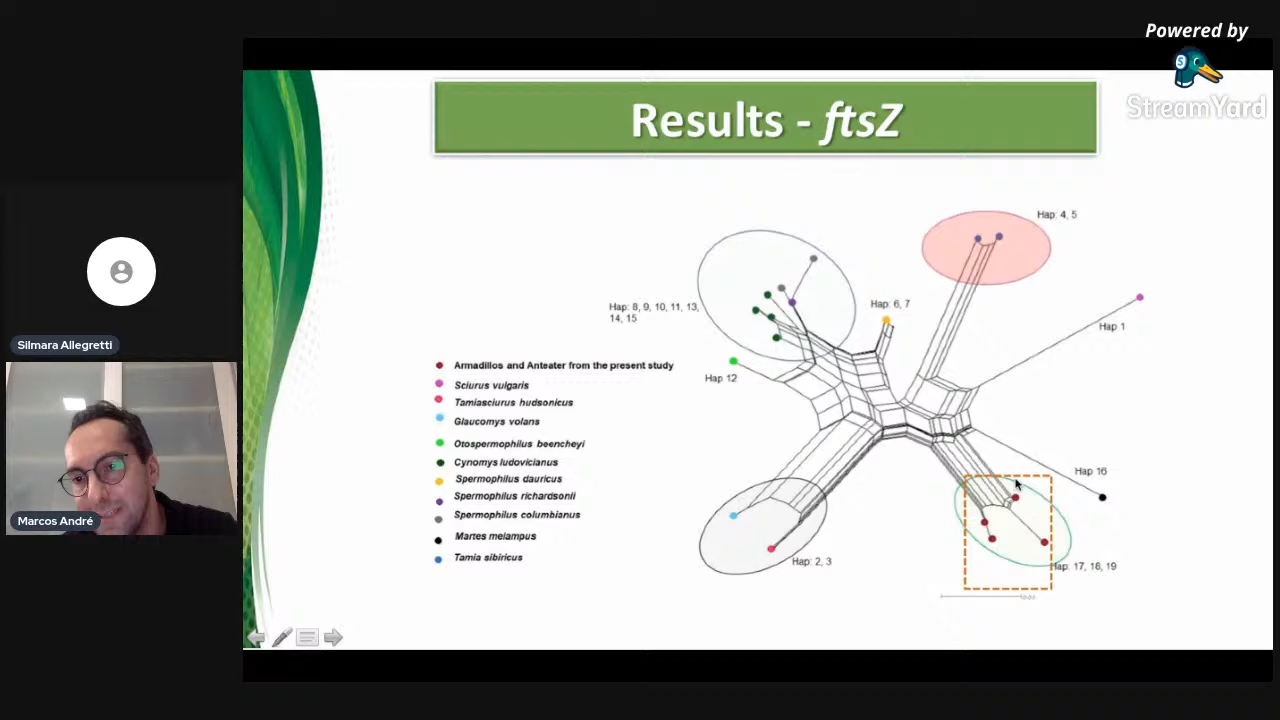 Powered by
StreamYard
Results - ftsZ
Hap: 4, 5
Hap: 6, 7
Hap: 8, 9, 10, 11, 13,
14, 15
Hap 1
Hap 12
Armadillos and Anteater from the present study
Sciurus vulgaris
Tamiasciurus hudsonicus
Glaucomys volans
Otospermophilus beencheyi
Cynomys ludovicianus
Spermophilus dauricus
Spermophilus richardsonii
Spermophilus columbianus
Martes melampus
Tamia sibiricus
Hap 16
Hap: 2, 3
Hap: 17, 18, 19
Silmara Allegretti
Marcos André